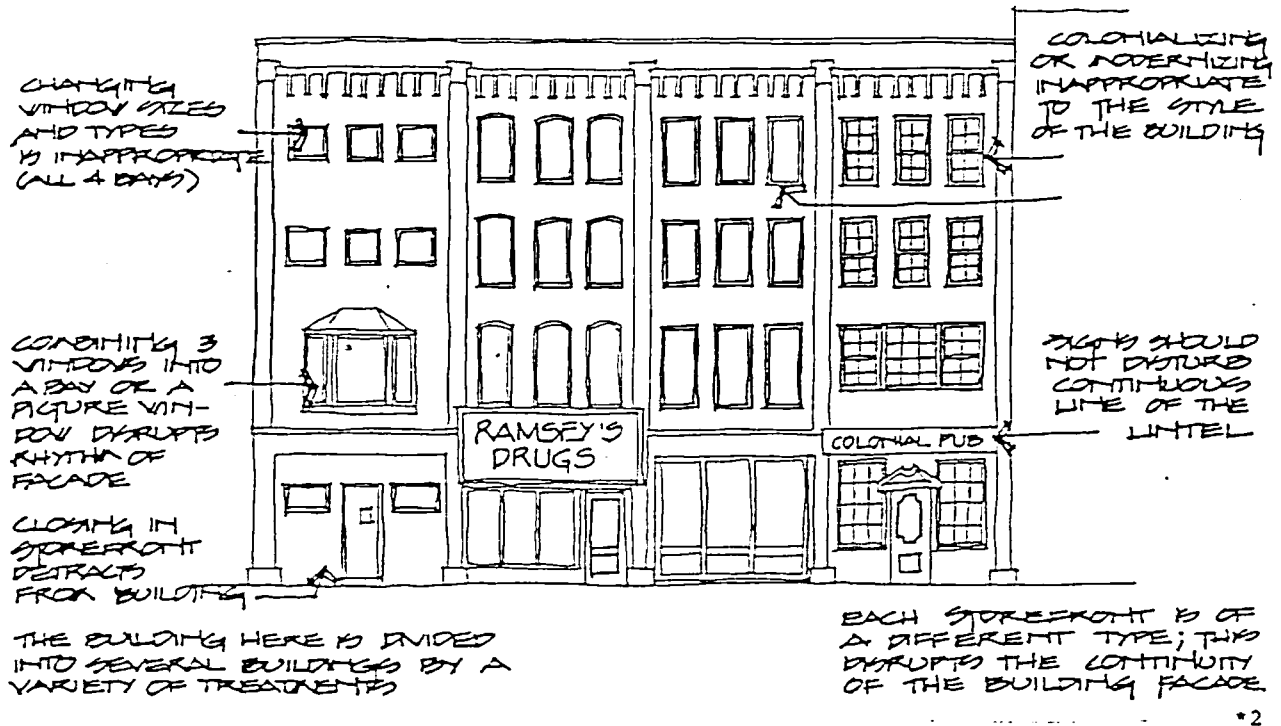 CHANGING
WINDOW SIZES
AND TYPES
IS INAPPROPRIATE
(ALL 4 BAYS)
COLONIALIZING
OR MODERNIZING
INAPPROPRIATE
TO THE STYLE
OF THE BUILDING
COMBINING 3
WINDOWS INTO
A BAY OR A
PICTURE WIN-
DOW DISRUPTS
RHYTHM OF
FACADE
SIGNS SHOULD
NOT DISTURB
CONTINUOUS
LINE OF THE
LINTEL
RAMSEY'S
DRUGS
COLONIAL PUB
CLOSING IN
STOREFRONT
DETRACTS
FROM BUILDING
THE BUILDING HERE IS DIVIDED
INTO SEVERAL BUILDINGS BY A
VARIETY OF TREATMENTS
EACH STOREFRONT IS OF
A DIFFERENT TYPE; THIS
DISRUPTS THE CONTINUITY
OF THE BUILDING FACADE
*2